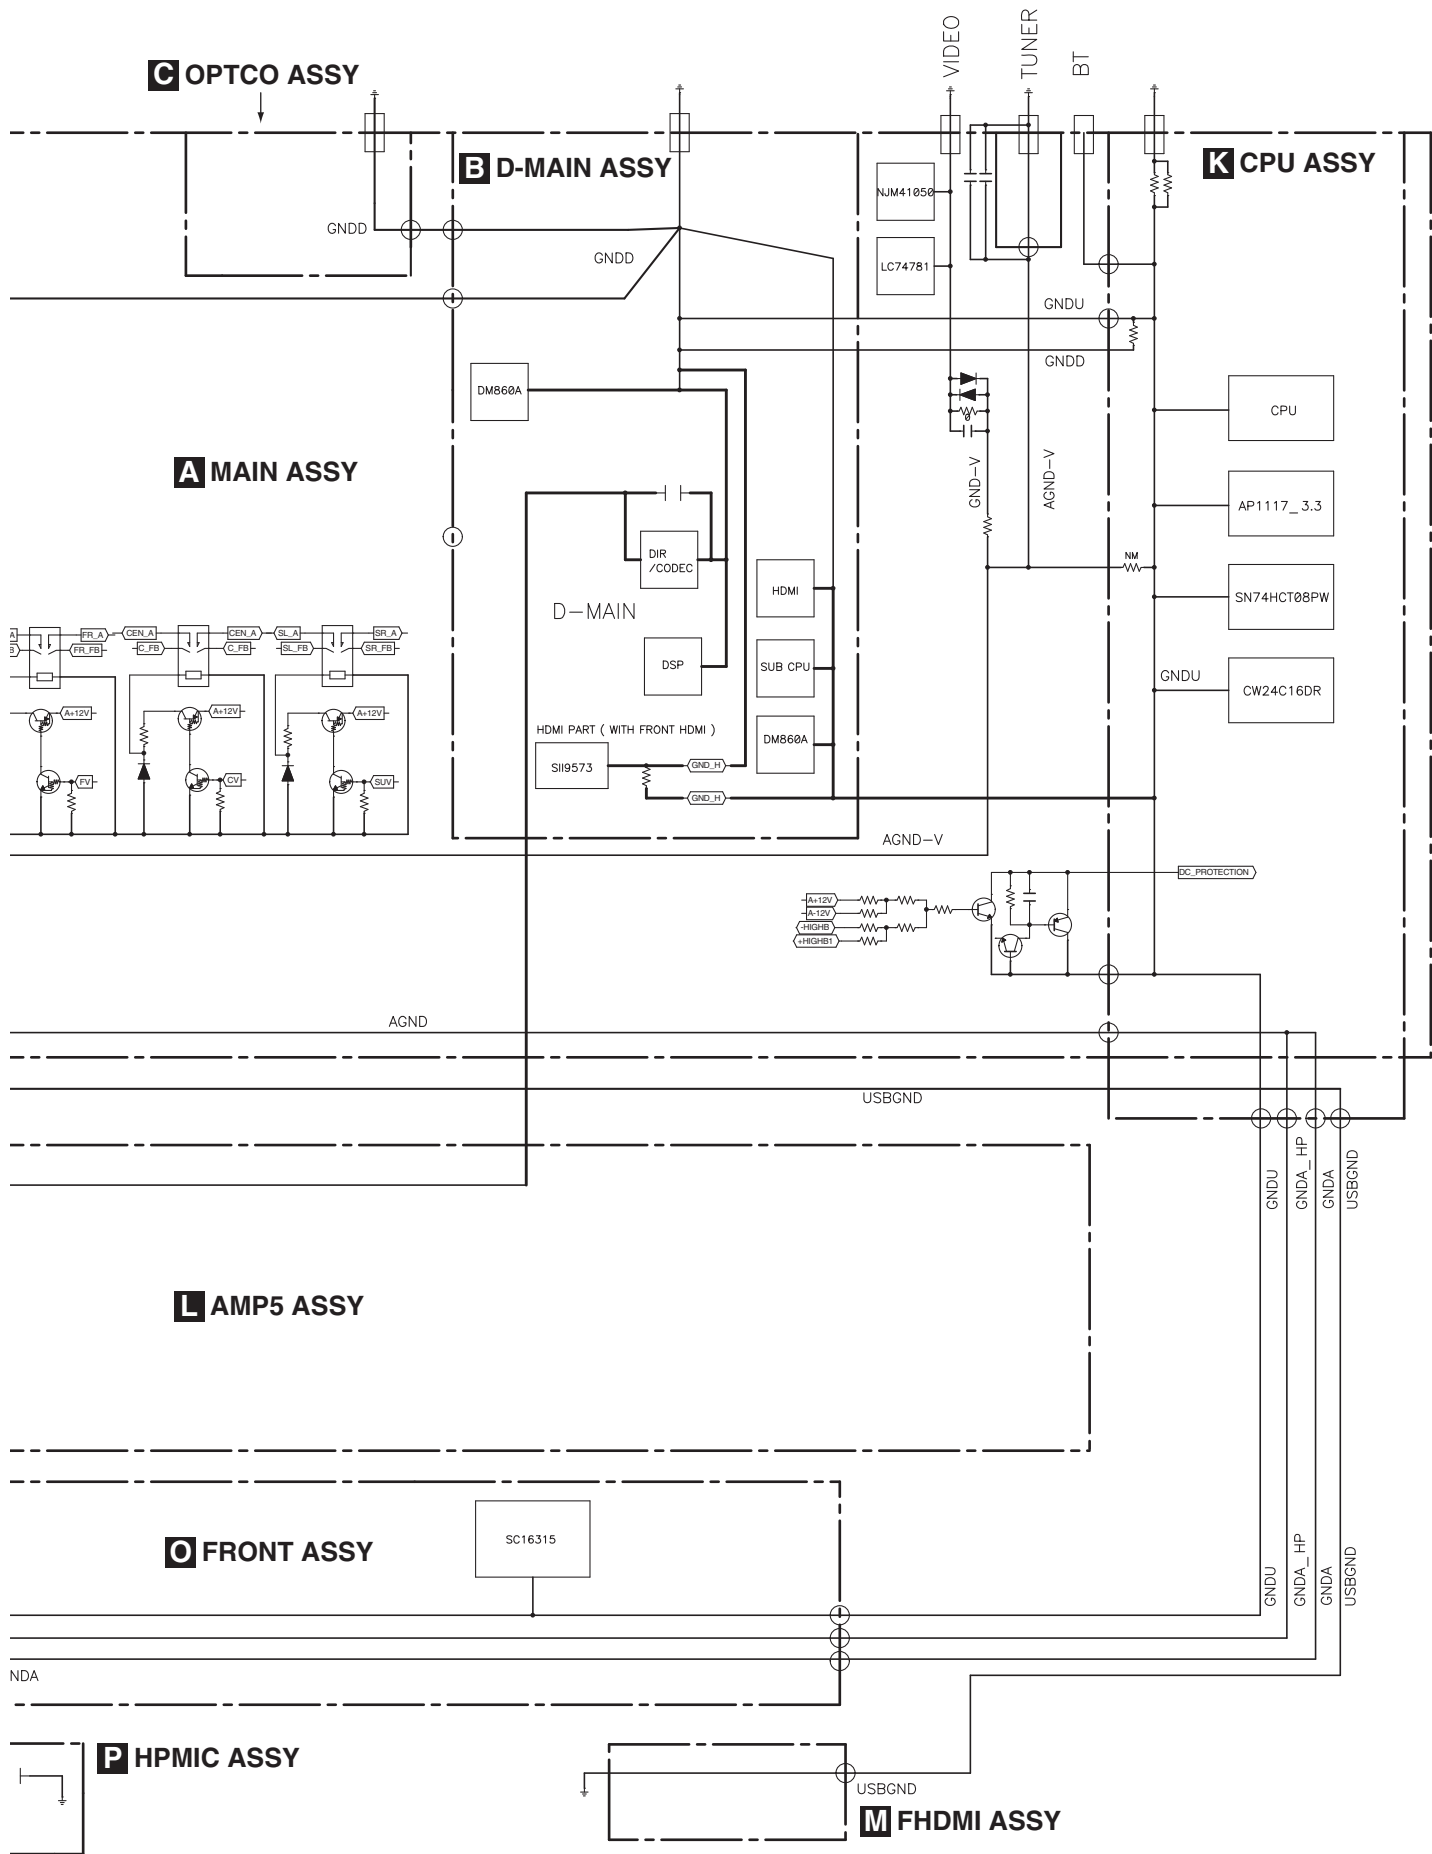 VIDEO
TUNER
BT
C OPTCO ASSY
B D-MAIN ASSY
K CPU ASSY
NJM41050
GNDD
GNDD
LC74781
GNDU
GNDD
DM860A
CPU
0
A MAIN ASSY
GND-V
AGND-V
AP1117_3.3
DIR
/CODEC
NM
HDMI
SN74HCT08PW
D-MAIN
A FR_A CEN_A CEN_A SL_A SR_A
B FR_FB C_FB C_FB SL_FB SR_FB
DSP
SUB CPU
GNDU
CW24C16DR
A+12V A+12V A+12V
HDMI PART ( WITH FRONT HDMI )
DM860A
SII9573
GND_H
FV CV SUV
GND_H
AGND-V
DC_PROTECTION
A+12V
A-12V
-HIGHB
+HIGHB1
AGND
USBGND
GNDU
GNDA_HP
GNDA
USBGND
L AMP5 ASSY
SC16315
O FRONT ASSY
GNDU
GNDA_HP
GNDA
USBGND
NDA
P HPMIC ASSY
USBGND
M FHDMI ASSY